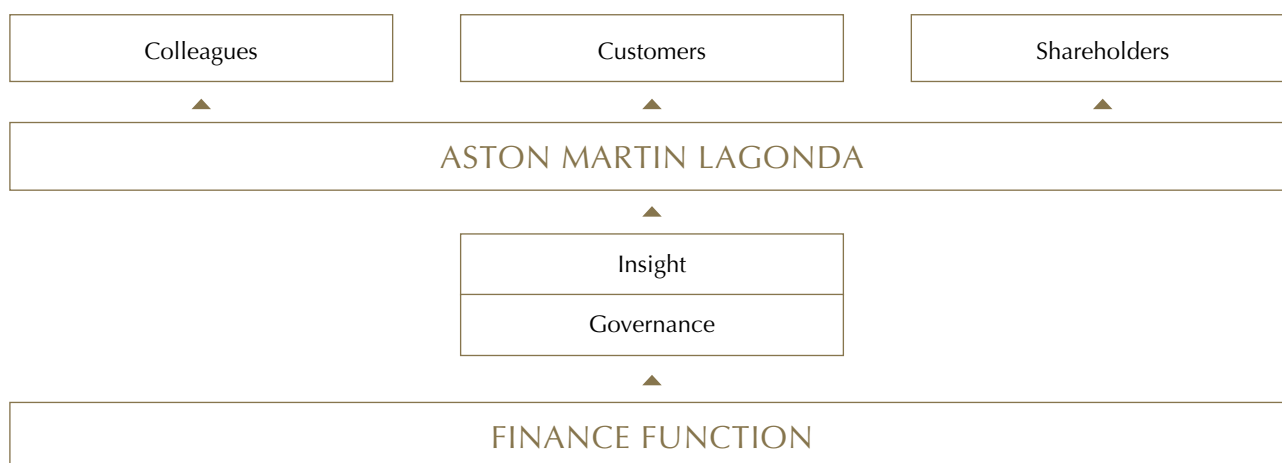 Colleagues
Customers
Shareholders
ASTON MARTIN LAGONDA
Insight
Governance
FINANCE FUNCTION